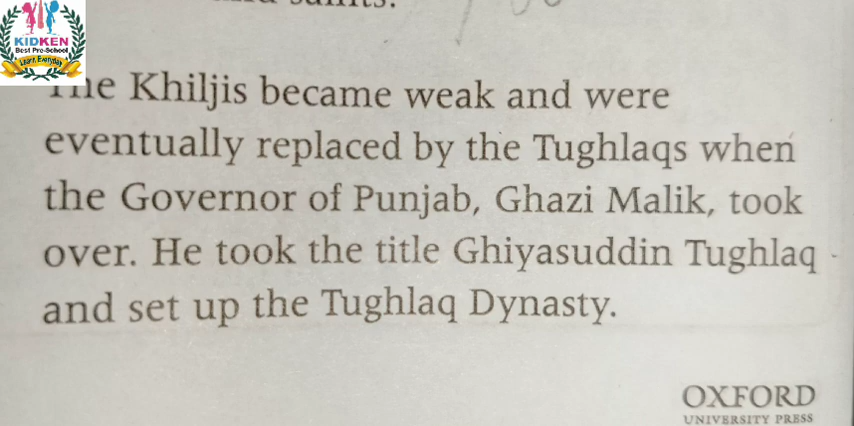 KIDKEN
Best Pre-School
Learn Everyday
The Khiljis became weak and were
eventually replaced by the Tughlaqs when
the Governor of Punjab, Ghazi Malik, took
over. He took the title Ghiyasuddin Tughlaq
and set up the Tughlaq Dynasty.
OXFORD
UNIVERSITY PRESS